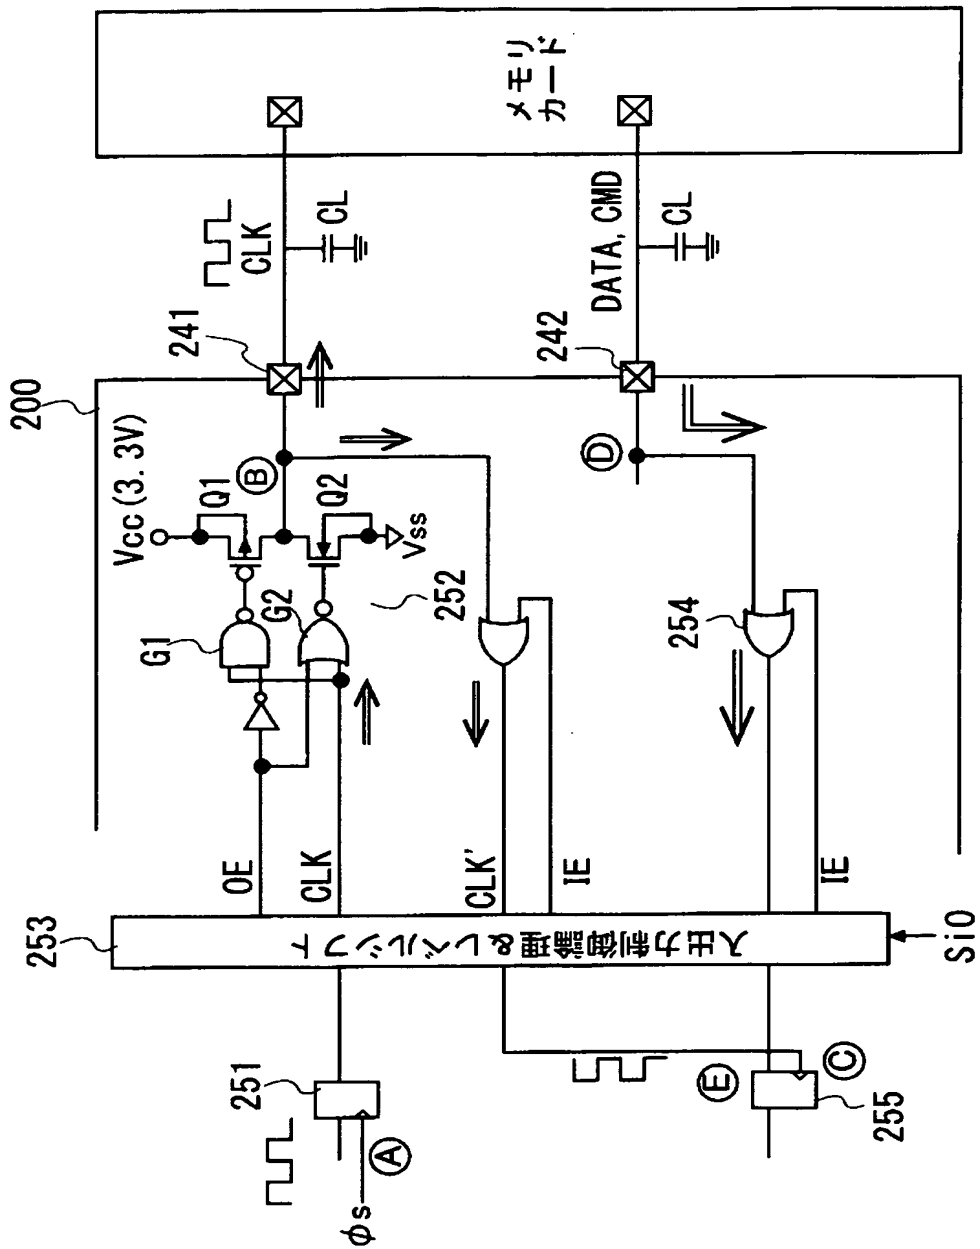 200
Vcc(3.3V)
Q1
Q2
Vss
G1
G2
252
B
241
CLK
CL
メモリ
カード
242
DATA, CMD
CL
D
254
OE
CLK
CLK'
IE
IE
253
入出力制御論理&レベルシフト
SiO
251
φs
A
E
C
255